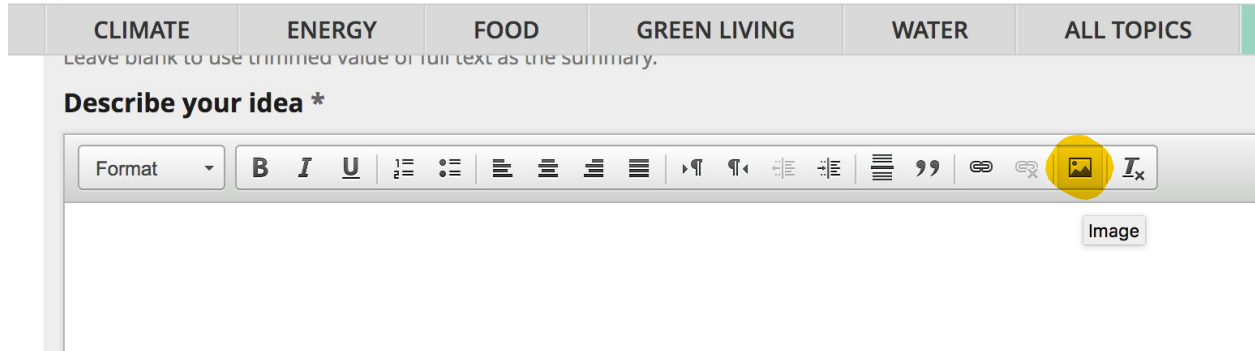 CLIMATE ENERGY FOOD GREEN LIVING WATER ALL TOPICS
Leave blank to use trimmed value of full text as the summary.
Describe your idea *
Format B I U
Image